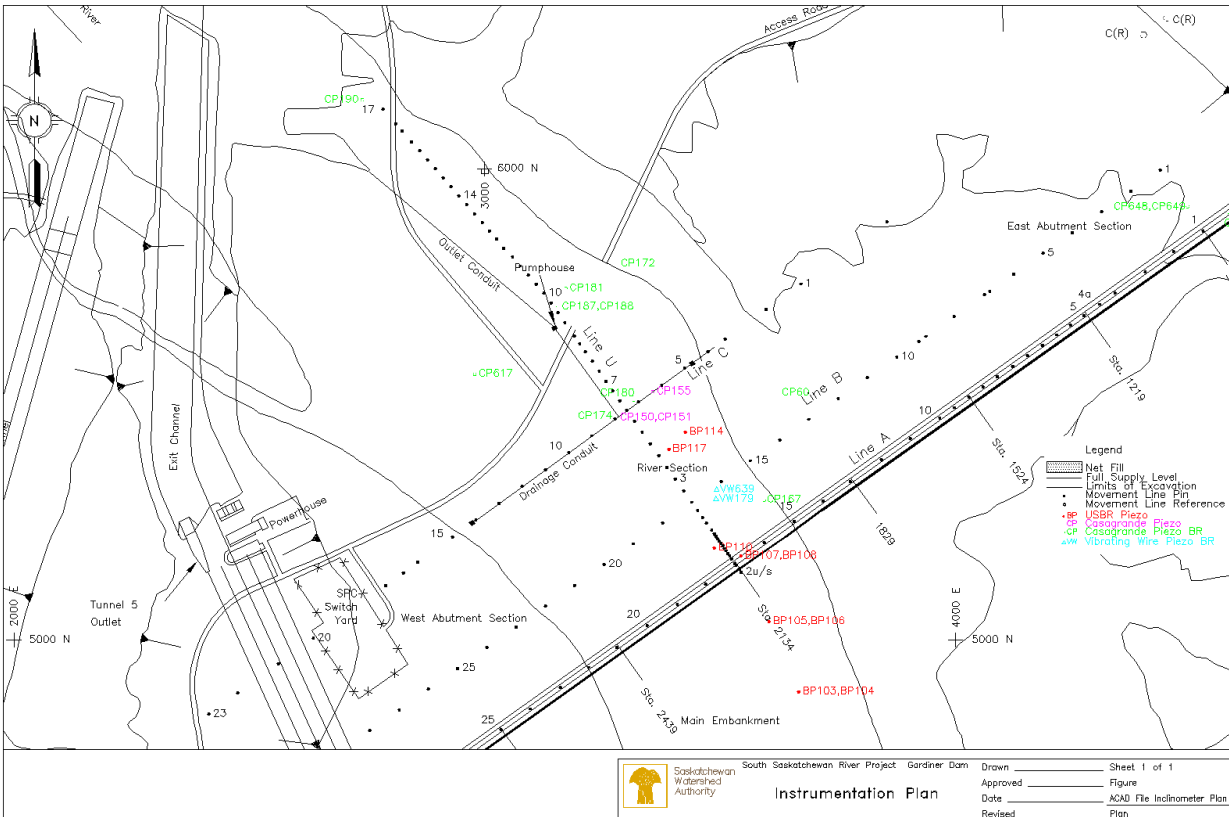 River
Access Road
C(R)
C(R)
CP190
17
N
6000 N
3000
14
1
CP648,CP649
1
East Abutment Section
Outlet Conduit
Pumphouse
CP172
5
CP181
10
CP187,CP188
1
4a
5
Line U
Sta. 1219
5
Line C
10
CP617
7
CP180
CP155
CP60
Line B
CP174
CP150,CP151
10
BP114
Line A
Exit Channel
10
BP117
Sta. 1524
Drainage Conduit
River Section
15
3
VW639
VW179
CP167
15
1829
Legend
Net Fill
Full Supply Level
Limits of Excavation
Movement Line Pin
Movement Line Reference
BP USBR Piezo
CP Casagrande Piezo
CP Casagrande Piezo BR
VW Vibrating Wire Piezo BR
Powerhouse
15
BP110
BP107,BP108
20
2u/s
Tunnel 5
Outlet
SPC
Switch
Yard
West Abutment Section
20
Sta. 2134
BP105,BP106
2000 E
5000 N
4000 E
5000 N
20
25
BP103,BP104
Sta. 2439
23
25
Main Embankment
Saskatchewan
Watershed
Authority
South Saskatchewan River Project Gardiner Dam
Instrumentation Plan
Drawn Sheet 1 of 1
Approved Figure
Date ACAD File Inclinometer Plan
Revised Plan